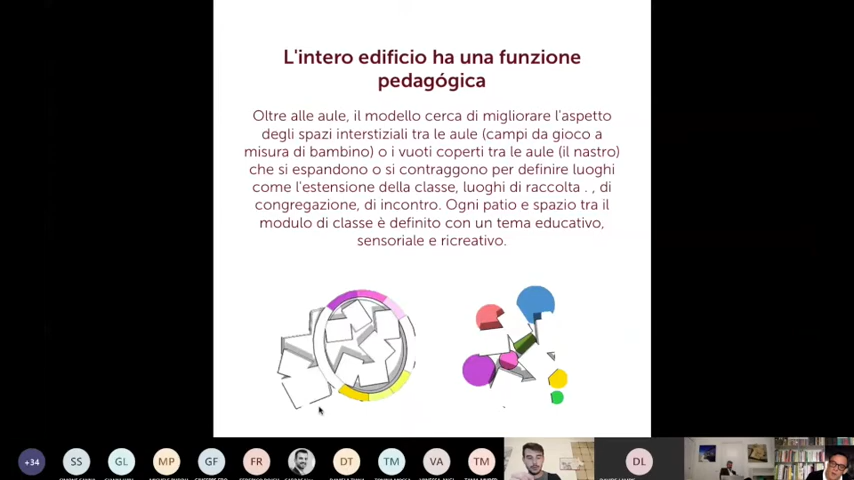 L'intero edificio ha una funzione
pedagógica
Oltre alle aule, il modello cerca di migliorare l'aspetto
degli spazi interstiziali tra le aule (campi da gioco a
misura di bambino) o i vuoti coperti tra le aule (il nastro)
che si espandono o si contraggono per definire luoghi
come l'estensione della classe, luoghi di raccolta . , di
congregazione, di incontro. Ogni patio e spazio tra il
modulo di classe è definito con un tema educativo,
sensoriale e ricreativo.
+34
SS
GL
MP
GF
FR
DT
TM
VA
TM
DL